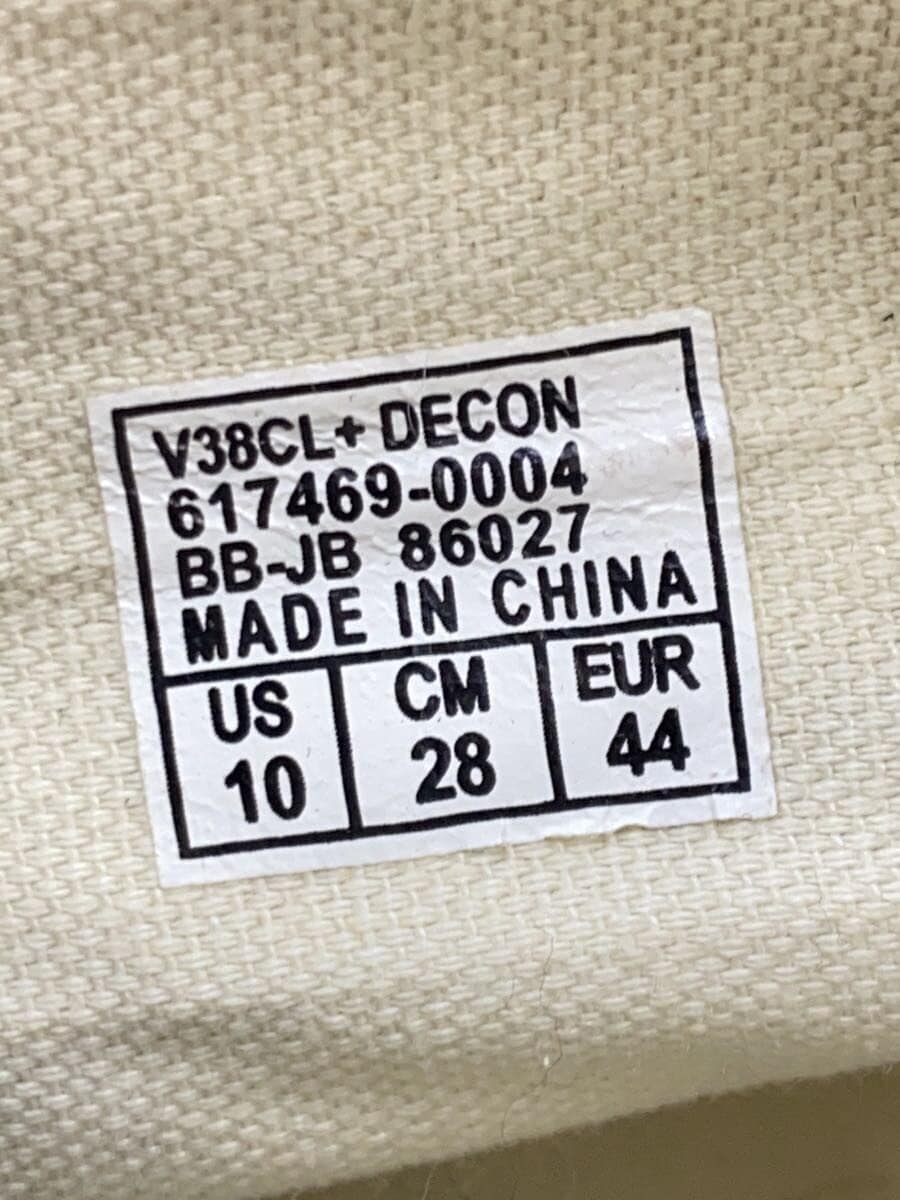 V38CL+ DECON
617469-0004
BB-JB 86027
MADE IN CHINA
US CM EUR
10 28 44